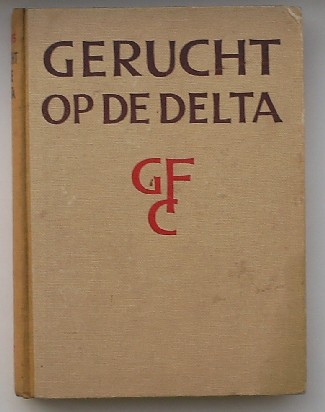 GERUCHT
OP DE DELTA
GFC